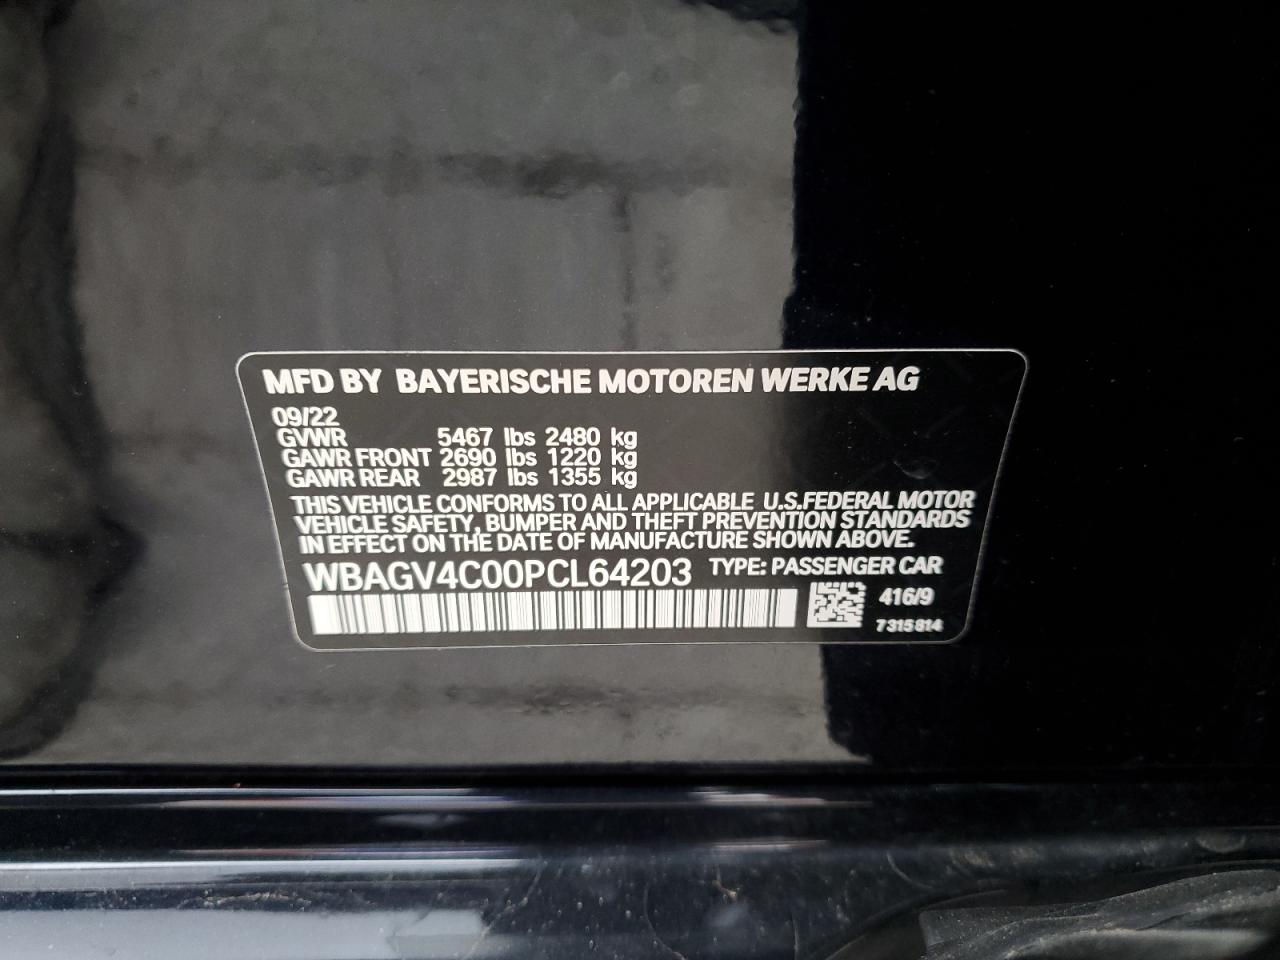 MFD BY BAYERISCHE MOTOREN WERKE AG
09/22
GVWR 5467 lbs 2480 kg
GAWR FRONT 2690 lbs 1220 kg
GAWR REAR 2987 lbs 1355 kg
THIS VEHICLE CONFORMS TO ALL APPLICABLE U.S.FEDERAL MOTOR
VEHICLE SAFETY, BUMPER AND THEFT PREVENTION STANDARDS
IN EFFECT ON THE DATE OF MANUFACTURE SHOWN ABOVE.
WBAGV4C00PCL64203 TYPE: PASSENGER CAR
416/9
7315814